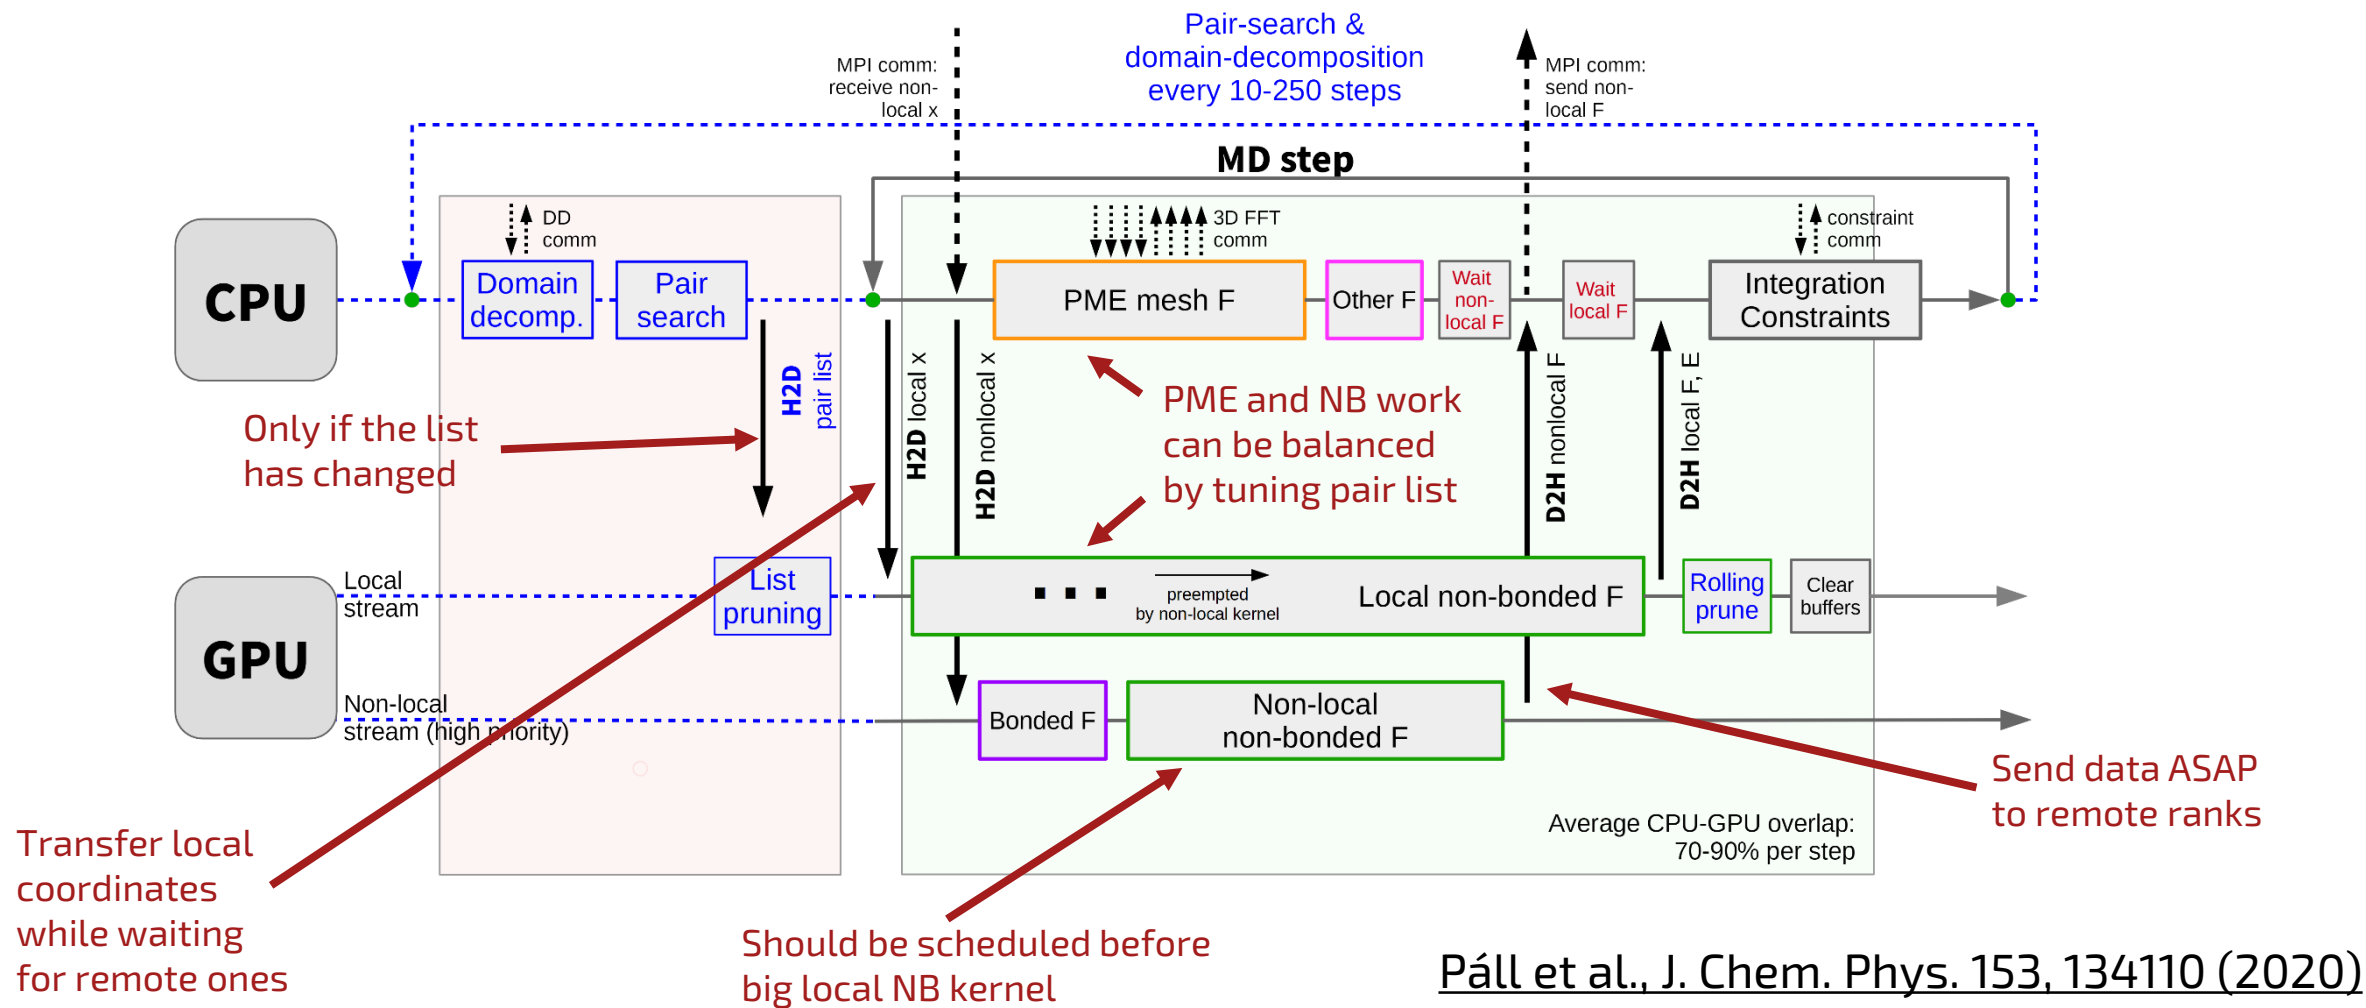 Pair-search &
domain-decomposition
every 10-250 steps
MPI comm:
receive non-
local x
MPI comm:
send non-
local F
MD step
DD
comm
3D FFT
comm
constraint
comm
CPU
Domain
decomp.
Pair
search
PME mesh F
Other F
Wait
non-
local F
Wait
local F
Integration
Constraints
H2D
pair list
H2D local x
H2D nonlocal x
D2H nonlocal F
D2H local F, E
Only if the list
has changed
PME and NB work
can be balanced
by tuning pair list
GPU
Local
stream
List
pruning
preempted
by non-local kernel
Local non-bonded F
Rolling
prune
Clear
buffers
Non-local
stream (high priority)
Bonded F
Non-local
non-bonded F
Send data ASAP
to remote ranks
Average CPU-GPU overlap:
70-90% per step
Transfer local
coordinates
while waiting
for remote ones
Should be scheduled before
big local NB kernel
Páll et al., J. Chem. Phys. 153, 134110 (2020)